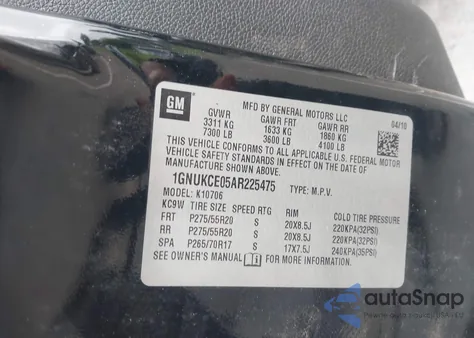 GM
MFD BY GENERAL MOTORS LLC
04/10
GVWR GAWR FRT GAWR RR
3311 KG 1633 KG 1860 KG
7300 LB 3600 LB 4100 LB
THIS VEHICLE CONFORMS TO ALL APPLICABLE U.S. FEDERAL MOTOR
VEHICLE SAFETY STANDARDS IN EFFECT ON THE DATE OF
MANUFACTURE SHOWN ABOVE.
1GNUKCE05AR225475 TYPE: M.P.V.
MODEL: K10706
KC9W TIRE SIZE SPEED RTG RIM COLD TIRE PRESSURE
FRT P275/55R20 S 20X8.5J 220KPA(32PSI)
RR P275/55R20 S 20X8.5J 220KPA(32PSI)
SPA P265/70R17 S 17X7.5J 240KPA(35PSI)
SEE OWNER'S MANUAL FOR MORE INFORMATION.
autoSnap